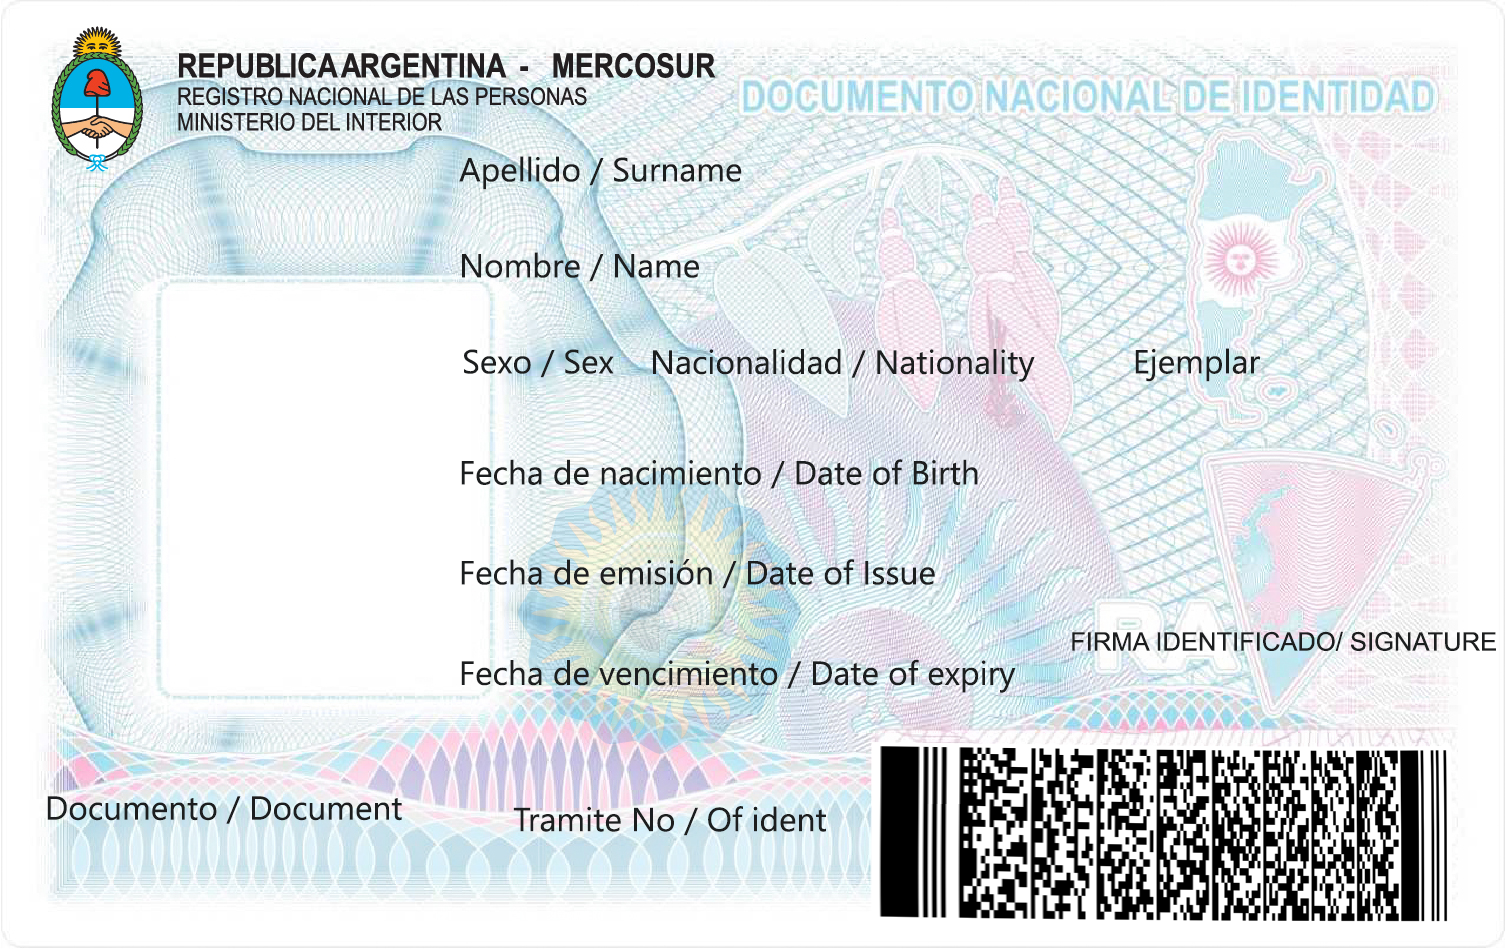 REPUBLICA ARGENTINA - MERCOSUR
REGISTRO NACIONAL DE LAS PERSONAS
MINISTERIO DEL INTERIOR
DOCUMENTO NACIONAL DE IDENTIDAD
Apellido / Surname
Nombre / Name
Sexo / Sex Nacionalidad / Nationality Ejemplar
Fecha de nacimiento / Date of Birth
Fecha de emisión / Date of Issue
RA
FIRMA IDENTIFICADO/ SIGNATURE
Fecha de vencimiento / Date of expiry
Documento / Document
Tramite No / Of ident